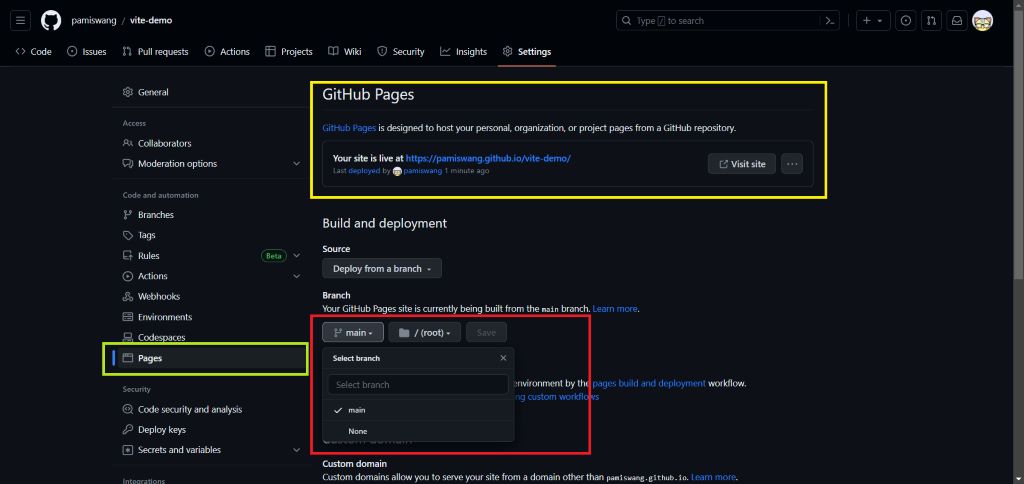 pamiswang / vite-demo
Type / to search
Code Issues Pull requests Actions Projects Wiki Security Insights Settings
General
Access
Collaborators
Moderation options
Code and automation
Branches
Tags
Rules Beta
Actions
Webhooks
Environments
Codespaces
Pages
Security
Code security and analysis
Deploy keys
Secrets and variables
Integrations
GitHub Pages
GitHub Pages is designed to host your personal, organization, or project pages from a GitHub repository.
Your site is live at https://pamiswang.github.io/vite-demo/
Last deployed by pamiswang 1 minute ago
Visit site
Build and deployment
Source
Deploy from a branch
Branch
Your GitHub Pages site is currently being built from the main branch. Learn more.
main / (root) Save
Select branch
Select branch
main
None
environment by the pages build and deployment workflow.
custom workflows
Custom domain
Custom domain
Custom domains allow you to serve your site from a domain other than pamiswang.github.io. Learn more.